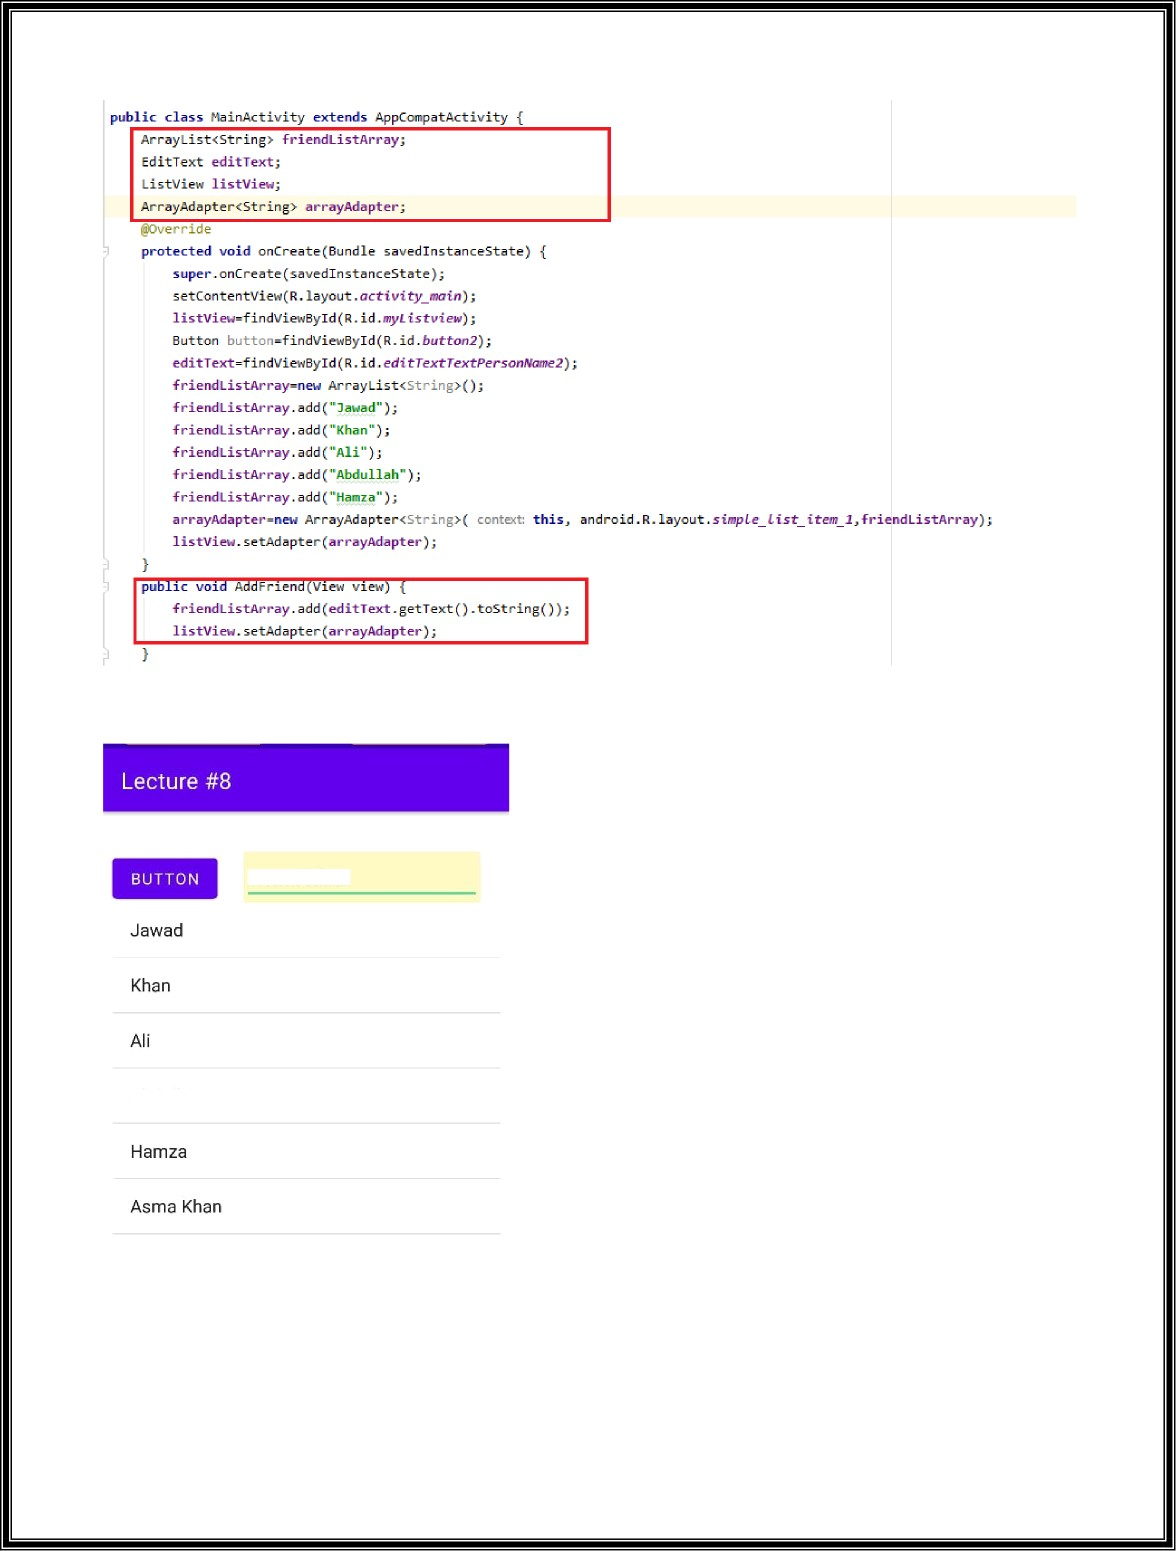 public class MainActivity extends AppCompatActivity {
ArrayList<String> friendListArray;
EditText editText;
ListView listView;
ArrayAdapter<String> arrayAdapter;
@Override
protected void onCreate(Bundle savedInstanceState) {
super.onCreate(savedInstanceState);
setContentView(R.layout.activity_main);
listView=findViewById(R.id.myListview);
Button button=findViewById(R.id.button2);
editText=findViewById(R.id.editTextTextPersonName2);
friendListArray=new ArrayList<String>();
friendListArray.add("Jawad");
friendListArray.add("Khan");
friendListArray.add("Ali");
friendListArray.add("Abdullah");
friendListArray.add("Hamza");
arrayAdapter=new ArrayAdapter<String>( context: this, android.R.layout.simple_list_item_1,friendListArray);
listView.setAdapter(arrayAdapter);
}
public void AddFriend(View view) {
friendListArray.add(editText.getText().toString());
listView.setAdapter(arrayAdapter);
}
Lecture #8
BUTTON
Jawad
Khan
Ali
Hamza
Asma Khan